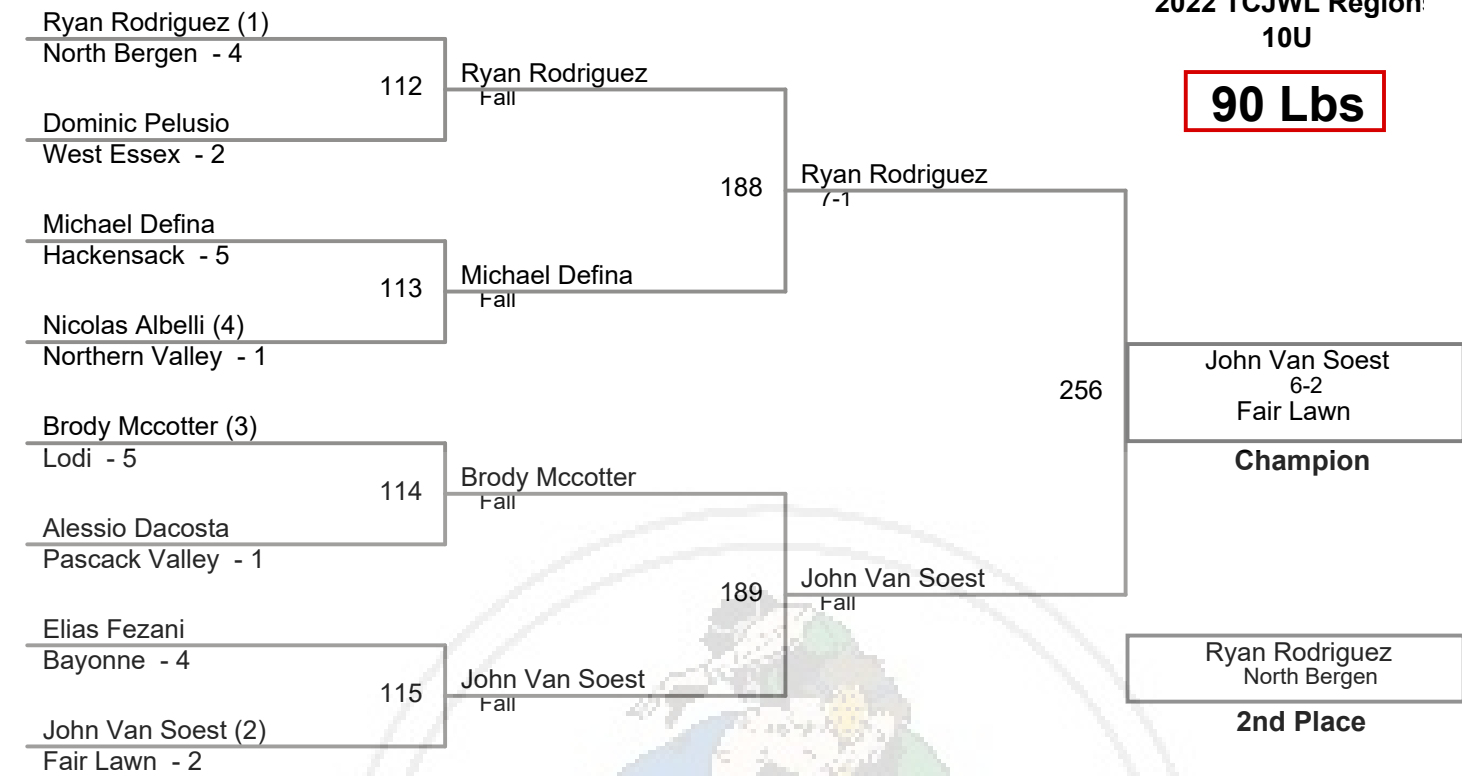 2022 TCJWL Region
10U
90 Lbs
Ryan Rodriguez (1)
North Bergen - 4
112
Dominic Pelusio
West Essex - 2
Ryan Rodriguez
Fall
Michael Defina
Hackensack - 5
113
Nicolas Albelli (4)
Northern Valley - 1
Michael Defina
Fall
188
Ryan Rodriguez
7-1
Brody Mccotter (3)
Lodi - 5
114
Alessio Dacosta
Pascack Valley - 1
Brody Mccotter
Fall
Elias Fezani
Bayonne - 4
115
John Van Soest (2)
Fair Lawn - 2
John Van Soest
Fall
189
John Van Soest
Fall
256
John Van Soest
6-2
Fair Lawn
Champion
Ryan Rodriguez
North Bergen
2nd Place